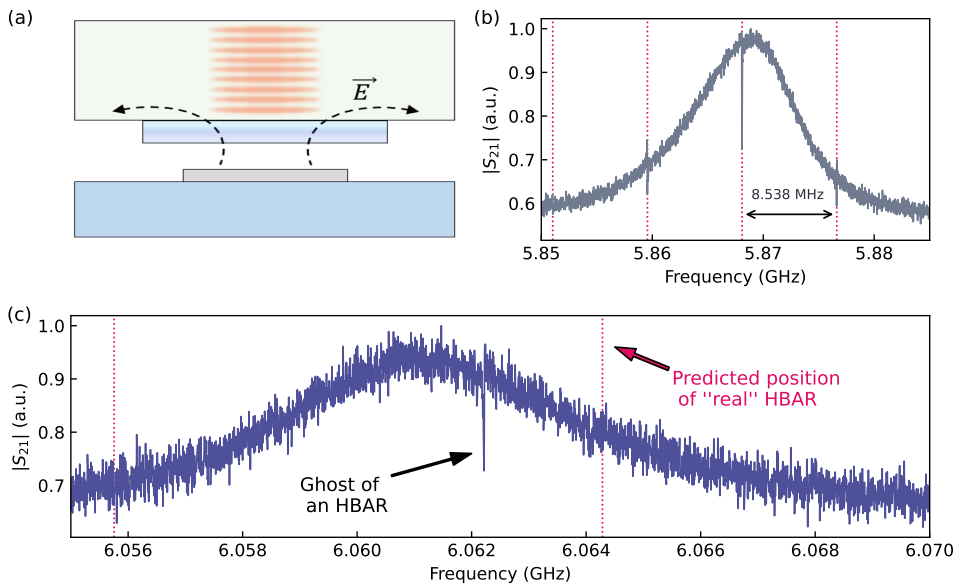 (a)
E
(b)
1.0
0.9
0.8
0.7
0.6
|S21| (a.u.)
8.538 MHz
5.85 5.86 5.87 5.88
Frequency (GHz)
(c)
1.0
0.9
0.8
0.7
|S21| (a.u.)
Predicted position
of "real" HBAR
Ghost of
an HBAR
6.056 6.058 6.060 6.062 6.064 6.066 6.068 6.070
Frequency (GHz)